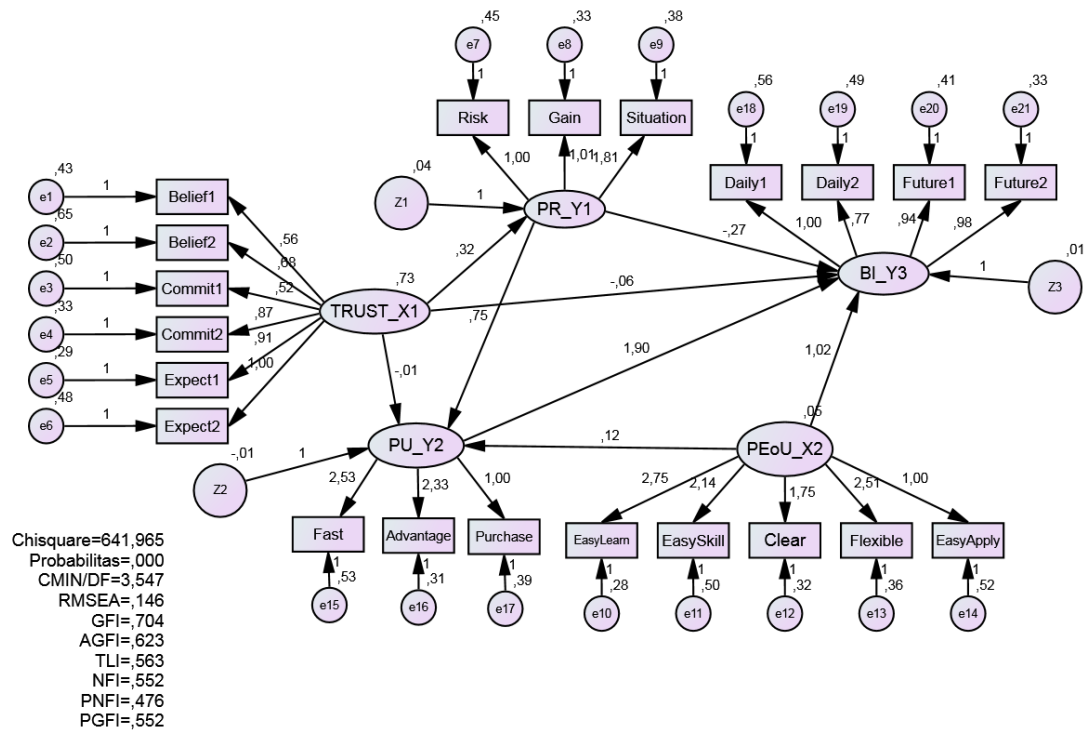 ,45 ,33 ,38
e7 e8 e9
1 1 1
Risk Gain Situation
,56 ,49 ,41 ,33
e18 e19 e20 e21
1 1 1 1
Daily1 Daily2 Future1 Future2
1,00 1,01 1,81
,04
Z1 1 PR_Y1
1,00 ,77 ,94 ,98
BI_Y3
,01
1 Z3
,43
e1 1 Belief1
,65
e2 1 Belief2
,50
e3 1 Commit1
,33
e4 1 Commit2
,29
e5 1 Expect1
,48
e6 1 Expect2
,56
,68
,52
,87
,91
1,00
,73
TRUST_X1
,32
-,27
-,06
,75
-,01
1,90
1,02
,12
-,01
Z2 1 PU_Y2
,05
PEoU_X2
2,53 2,33 1,00
2,75 2,14 1,75 2,51 1,00
Fast Advantage Purchase
EasyLearn EasySkill Clear Flexible EasyApply
1 1 1
,53 ,31 ,39
e15 e16 e17
1 1 1 1 1
,28 ,50 ,32 ,36 ,52
e10 e11 e12 e13 e14
Chisquare=641,965
Probabilitas=,000
CMIN/DF=3,547
RMSEA=,146
GFI=,704
AGFI=,623
TLI=,563
NFI=,552
PNFI=,476
PGFI=,552